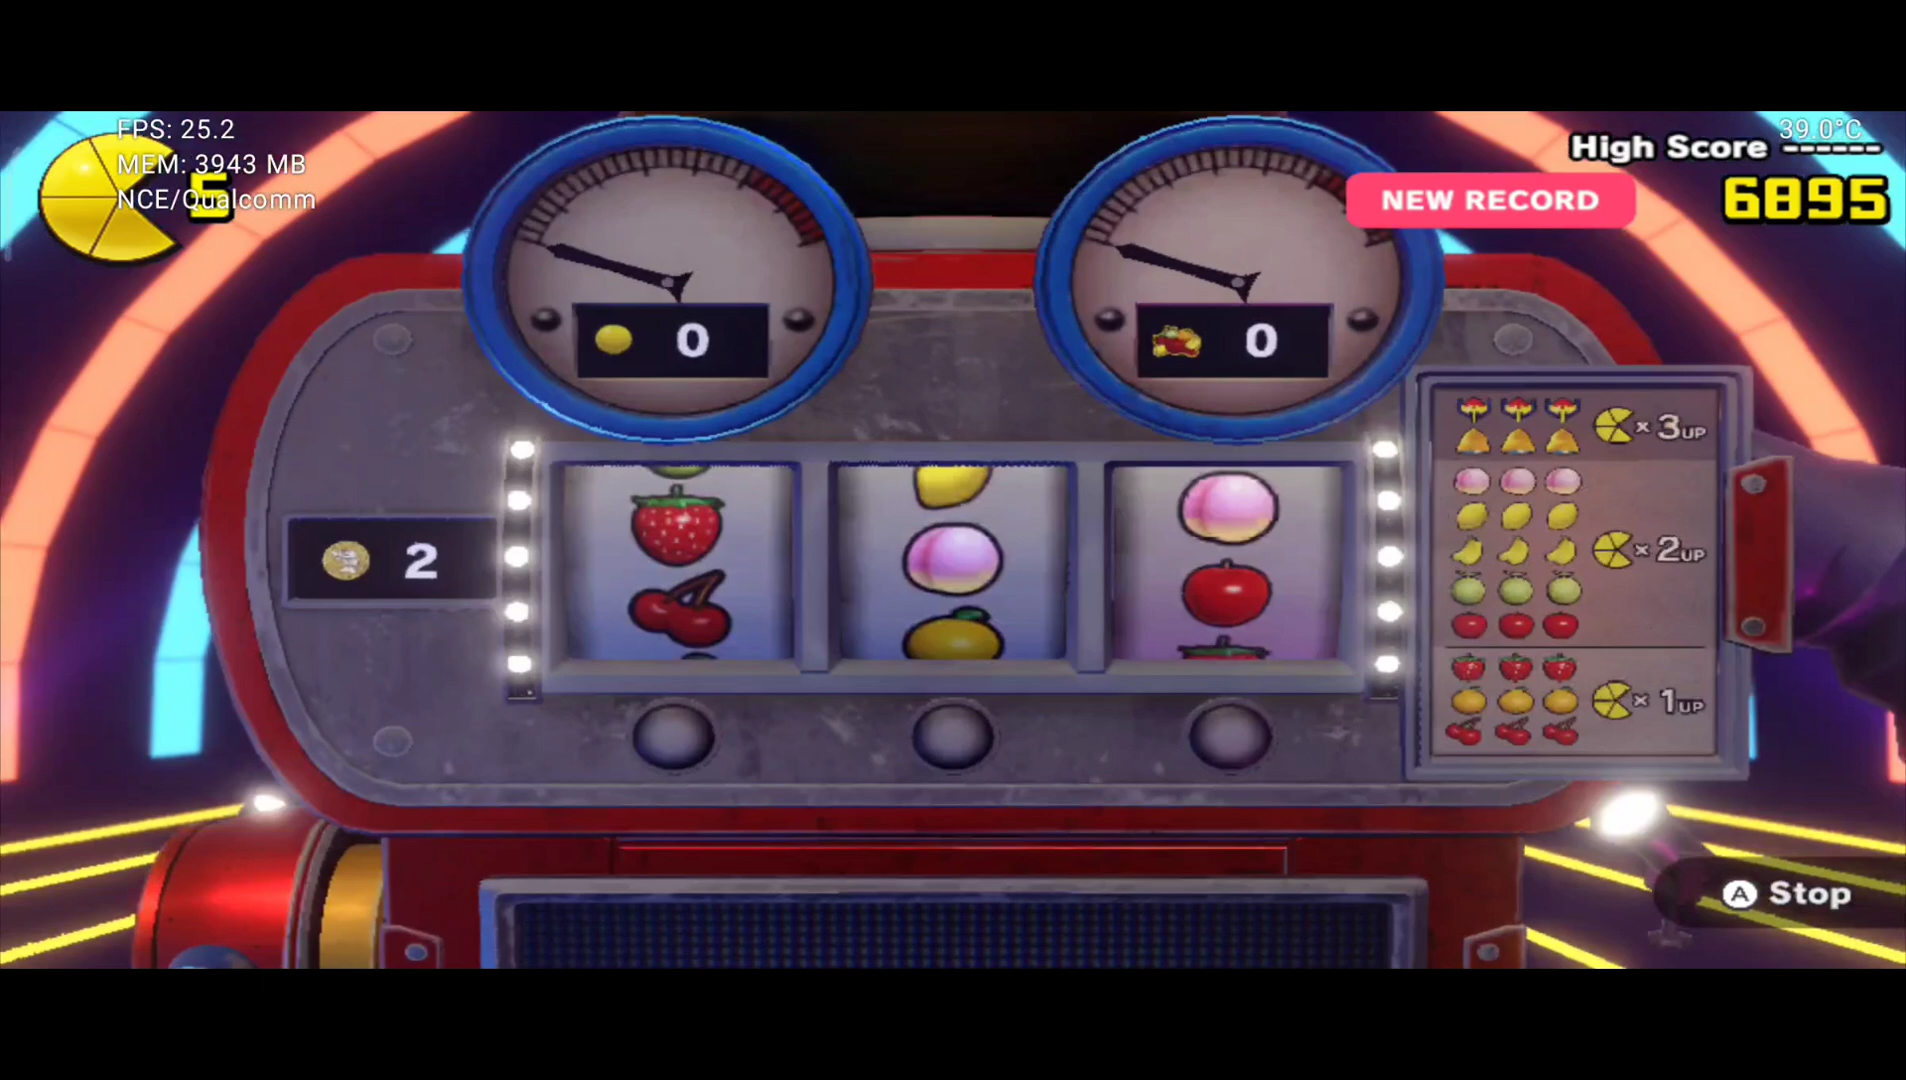 FPS: 25.2
MEM: 3943 MB
NCE/Qualcomm
5
39.0°C
High Score ------
NEW RECORD
6895
0
0
2
× 3UP
× 2UP
× 1UP
A Stop